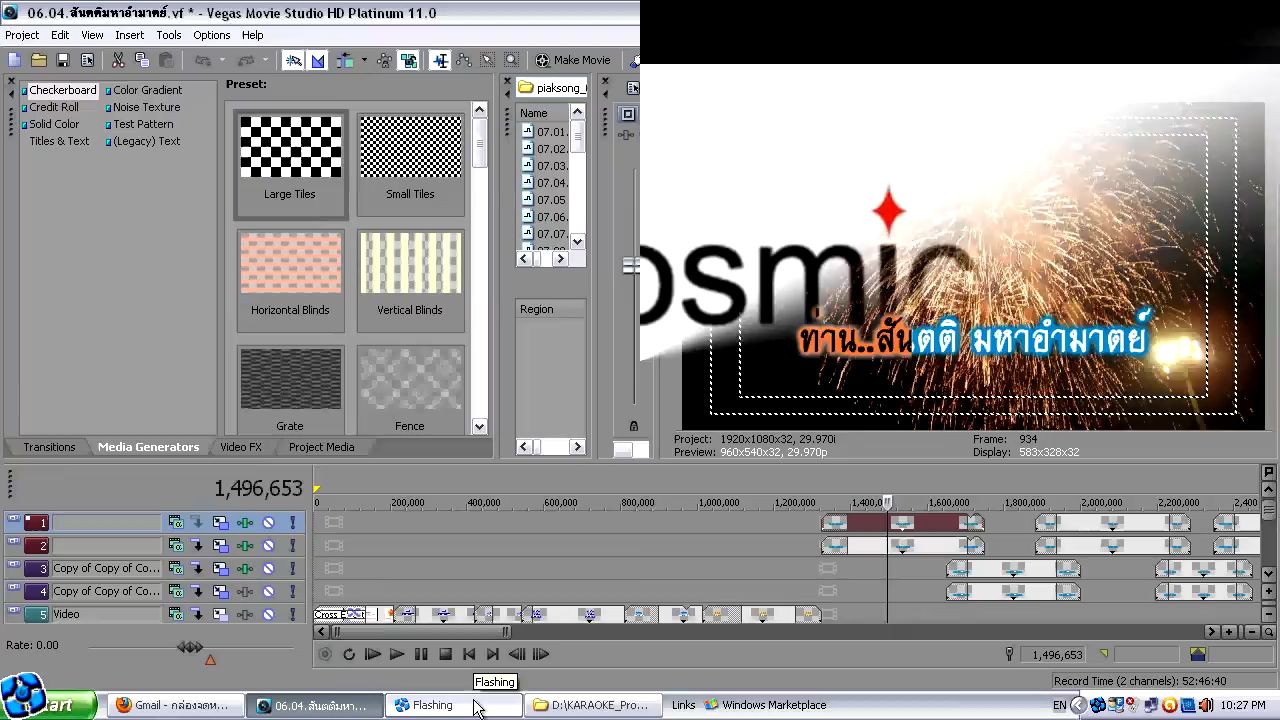 06.04.สันตติมหาอำมาตย์.vf * - Vegas Movie Studio HD Platinum 11.0
Project Edit View Insert Tools Options Help
Make Movie
Checkerboard
Color Gradient
Credit Roll
Noise Texture
Solid Color
Test Pattern
Titles & Text
(Legacy) Text
Preset:
Large Tiles
Small Tiles
Horizontal Blinds
Vertical Blinds
Grate
Fence
piaksong_
Name
07.01.
07.02.
07.03.
07.04.
07.05
07.06.
07.07.
Region
osmic
ท่าน..สันตติ มหาอำมาตย์
Transitions
Media Generators
Video FX
Project Media
Project: 1920x1080x32, 29.970i
Frame: 934
Preview: 960x540x32, 29.970p
Display: 583x328x32
1,496,653
0 200,000 400,000 600,000 800,000 1,000,000 1,200,000 1,400,0 1,600,000 1,800,000 2,000,000 2,200,000 2,400
1
2
3 Copy of Copy of Co...
4 Copy of Copy of Co...
5 Video
Rate: 0.00
1,496,653
Flashing
Record Time (2 channels): 52:46:40
start
Gmail - กล่องจดห...
06.04.สันตติมหา...
Flashing
D:\KARAOKE_Pro...
Links
Windows Marketplace
EN
10:27 PM